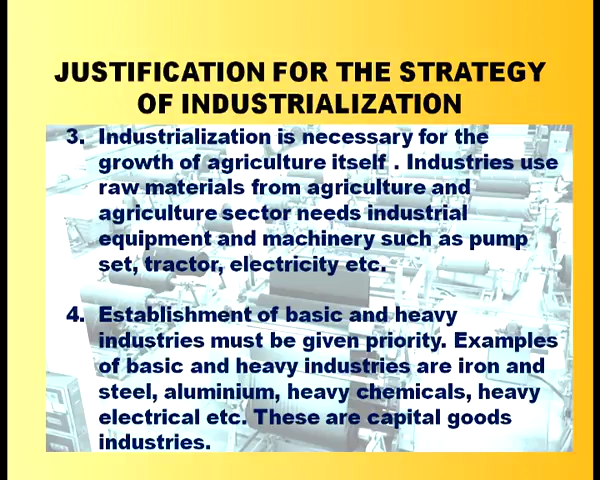 JUSTIFICATION FOR THE STRATEGY
OF INDUSTRIALIZATION
3. Industrialization is necessary for the
growth of agriculture itself . Industries use
raw materials from agriculture and
agriculture sector needs industrial
equipment and machinery such as pump
set, tractor, electricity etc.
4. Establishment of basic and heavy
industries must be given priority. Examples
of basic and heavy industries are iron and
steel, aluminium, heavy chemicals, heavy
electrical etc. These are capital goods
industries.